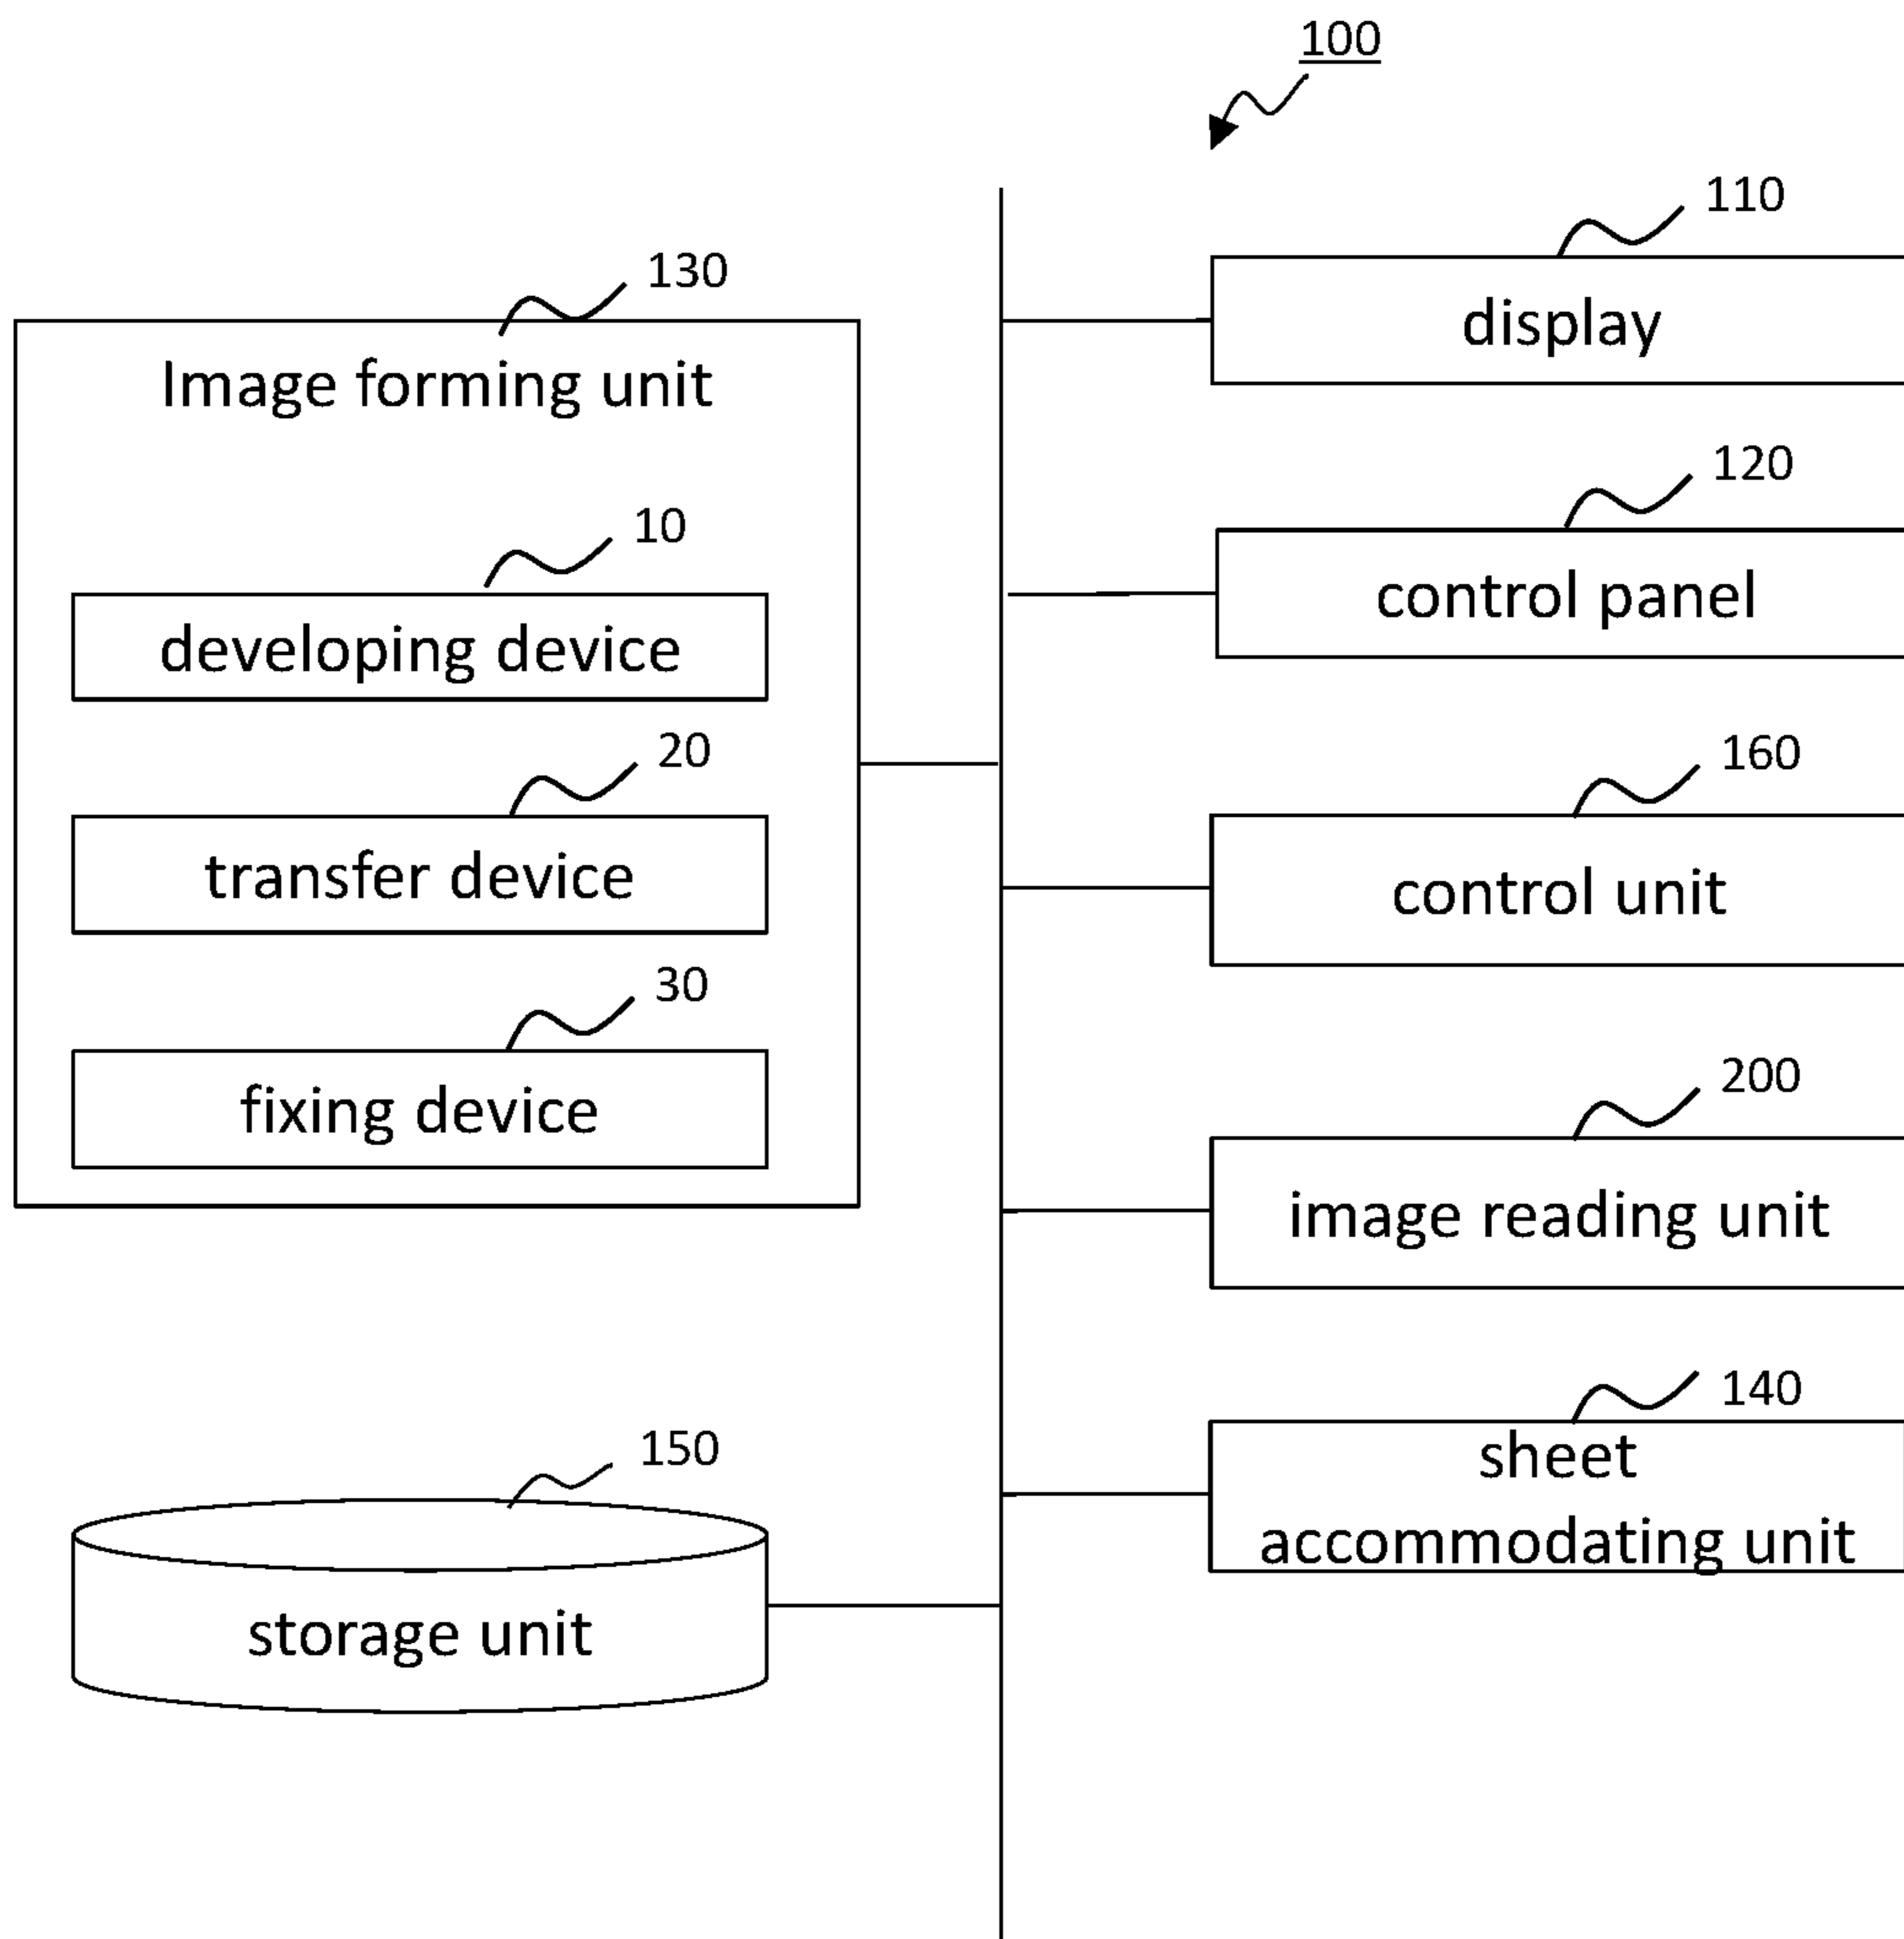 100
110
display
130
Image forming unit
120
control panel
10
developing device
160
control unit
20
transfer device
30
fixing device
200
image reading unit
140
sheet
accommodating unit
150
storage unit